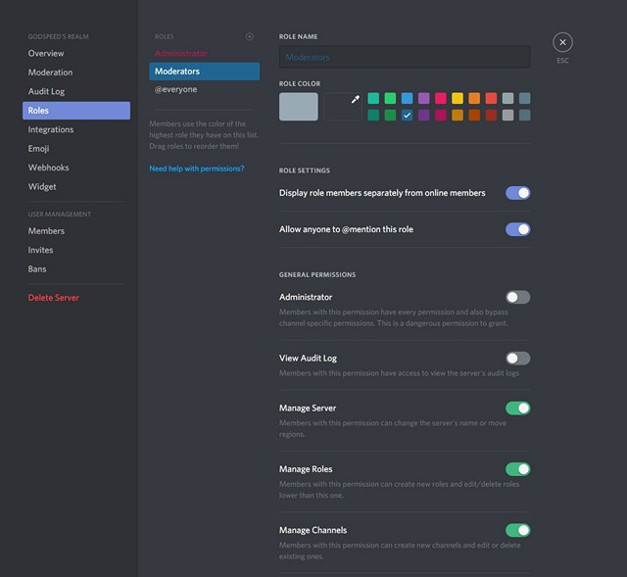 GODSPEED'S REALM
Overview
Moderation
Audit Log
Roles
Integrations
Emoji
Webhooks
Widget
USER MANAGEMENT
Members
Invites
Bans
Delete Server
ROLES
Administrator
Moderators
@everyone
Members use the color of the
highest role they have on this list.
Drag roles to reorder them!
Need help with permissions?
ROLE NAME
Moderators
ESC
ROLE COLOR
ROLE SETTINGS
Display role members separately from online members
Allow anyone to @mention this role
GENERAL PERMISSIONS
Administrator
Members with this permission have every permission and also bypass
channel specific permissions. This is a dangerous permission to grant.
View Audit Log
Members with this permission have access to view the server's audit logs
Manage Server
Members with this permission can change the server's name or move
regions.
Manage Roles
Members with this permission can create new roles and edit/delete roles
lower than this one.
Manage Channels
Members with this permission can create new channels and edit or delete
existing ones.